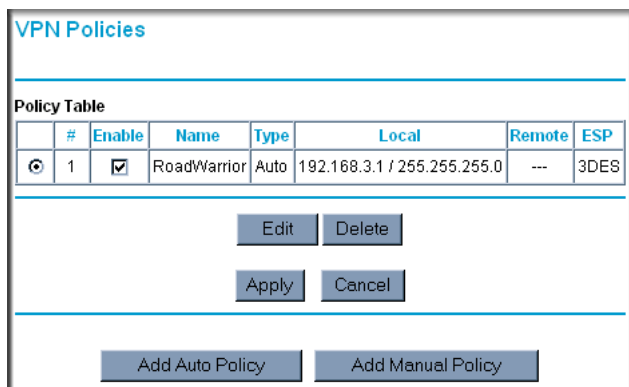 VPN Policies
Policy Table
# Enable Name Type Local Remote ESP
1 RoadWarrior Auto 192.168.3.1 / 255.255.255.0 --- 3DES
Edit Delete
Apply Cancel
Add Auto Policy Add Manual Policy